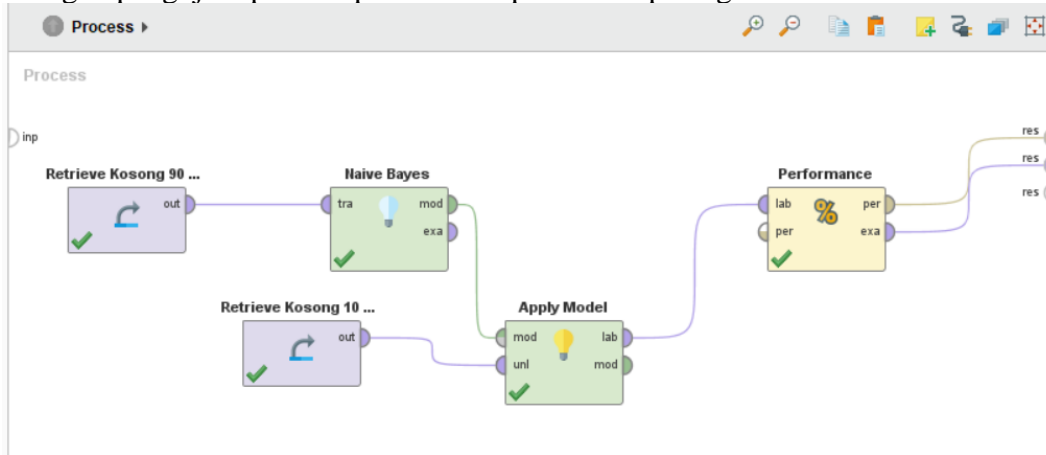 Process
Process
inp
res
res
res
Retrieve Kosong 90 ...
out
Naive Bayes
tra
mod
exa
Performance
lab
per
%
per
exa
Retrieve Kosong 10 ...
out
Apply Model
mod
lab
unl
mod